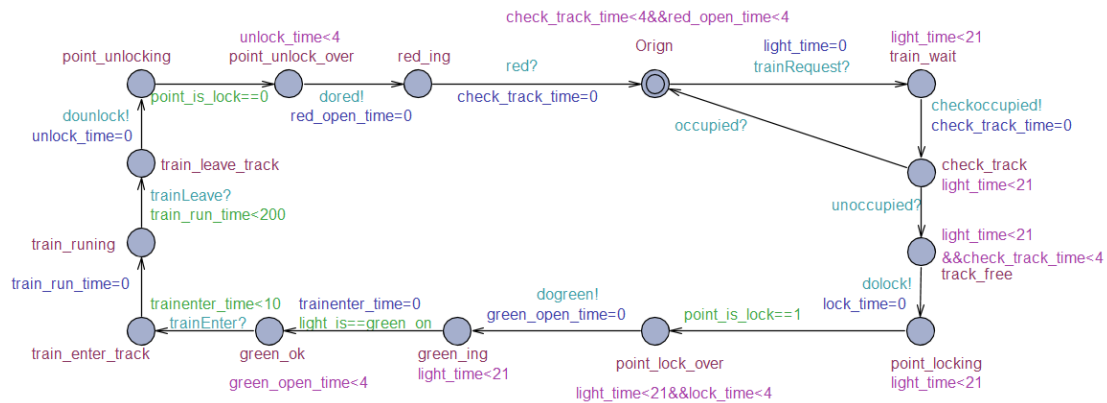 check_track_time<4&&red_open_time<4
unlock_time<4
point_unlocking
point_unlock_over
red_ing
Orign
light_time=0
light_time<21
train_wait
red?
trainRequest?
point_is_lock==0
dored!
check_track_time=0
red_open_time=0
dounlock!
unlock_time=0
checkoccupied!
check_track_time=0
occupied?
train_leave_track
check_track
light_time<21
trainLeave?
train_run_time<200
unoccupied?
train_runing
light_time<21
&&check_track_time<4
track_free
train_run_time=0
dolock!
lock_time=0
trainenter_time<10
trainEnter?
trainenter_time=0
light_is==green_on
dogreen!
green_open_time=0
point_is_lock==1
train_enter_track
green_ok
green_ing
point_lock_over
point_locking
green_open_time<4
light_time<21
light_time<21&&lock_time<4
light_time<21